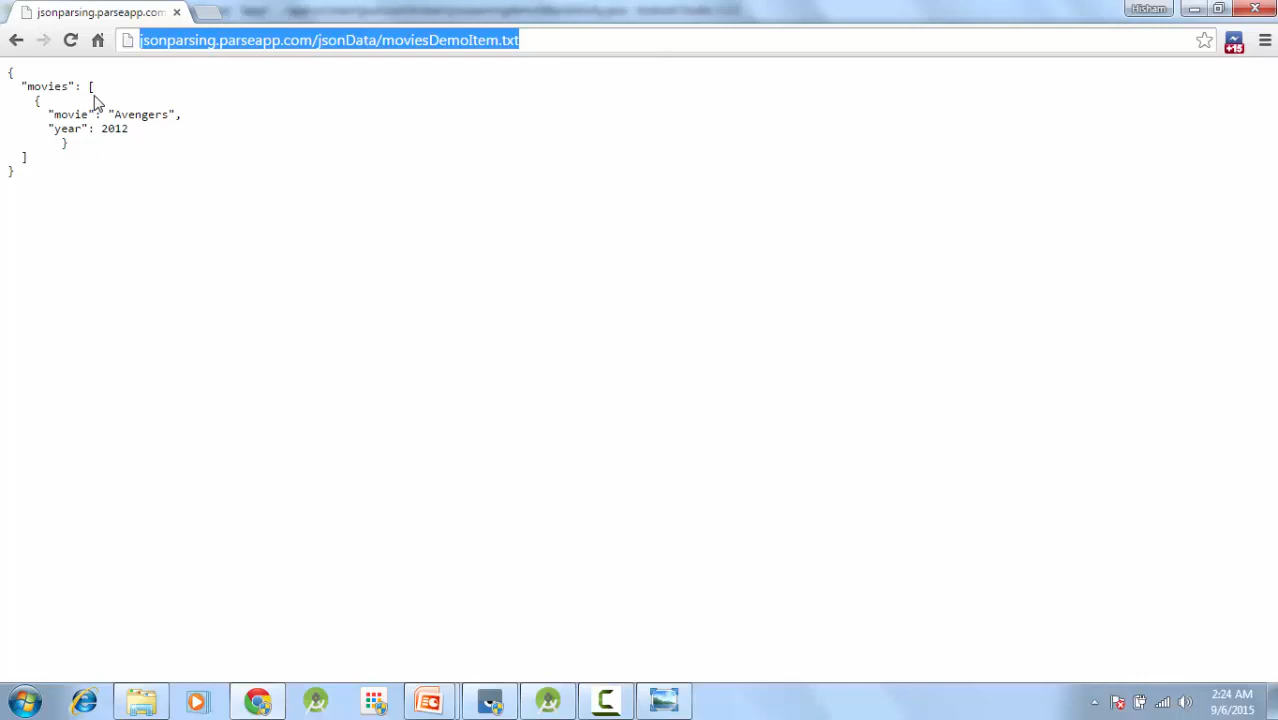 jsonparsing.parseapp.com
Hisham
jsonparsing.parseapp.com/jsonData/moviesDemoItem.txt
+15
{
"movies": [
{
"movie": "Avengers",
"year": 2012
}
]
}
2:24 AM
9/6/2015